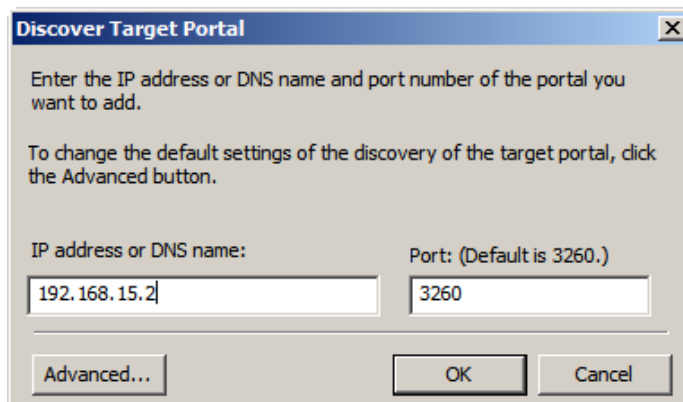 Discover Target Portal
Enter the IP address or DNS name and port number of the portal you
want to add.
To change the default settings of the discovery of the target portal, click
the Advanced button.
IP address or DNS name:
Port: (Default is 3260.)
192.168.15.2
3260
Advanced...
OK
Cancel